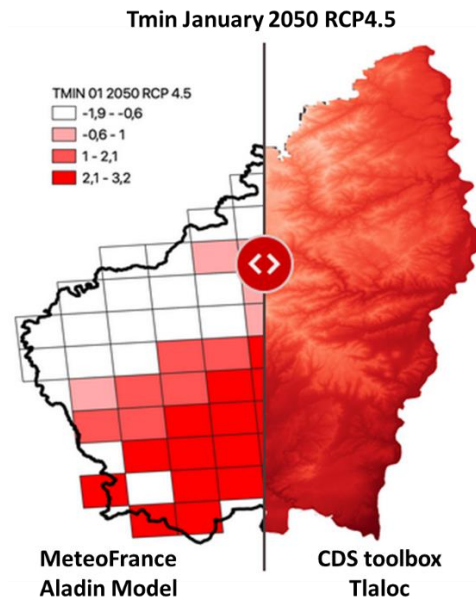 Tmin January 2050 RCP4.5
TMIN 01 2050 RCP 4.5
-1,9 - -0,6
-0,6 - 1
1 - 2,1
2,1 - 3,2
MeteoFrance
Aladin Model
CDS toolbox
Tlaloc